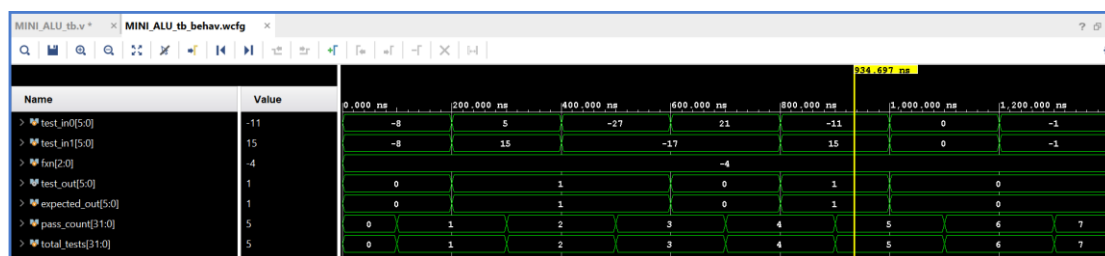 MINI_ALU_tb.v * × MINI_ALU_tb_behav.wcfg × ?
934.697 ns
Name Value 0.000 ns 200.000 ns 400.000 ns 600.000 ns 800.000 ns 1,000.000 ns 1,200.000 ns
> test_in0[5:0] -11 -8 5 -27 21 -11 0 -1
> test_in1[5:0] 15 -8 15 -17 15 0 -1
> fxn[2:0] -4 -4
> test_out[5:0] 1 0 1 0 1 0
> expected_out[5:0] 1 0 1 0 1 0
> pass_count[31:0] 5 0 1 2 3 4 5 6 7
> total_tests[31:0] 5 0 1 2 3 4 5 6 7